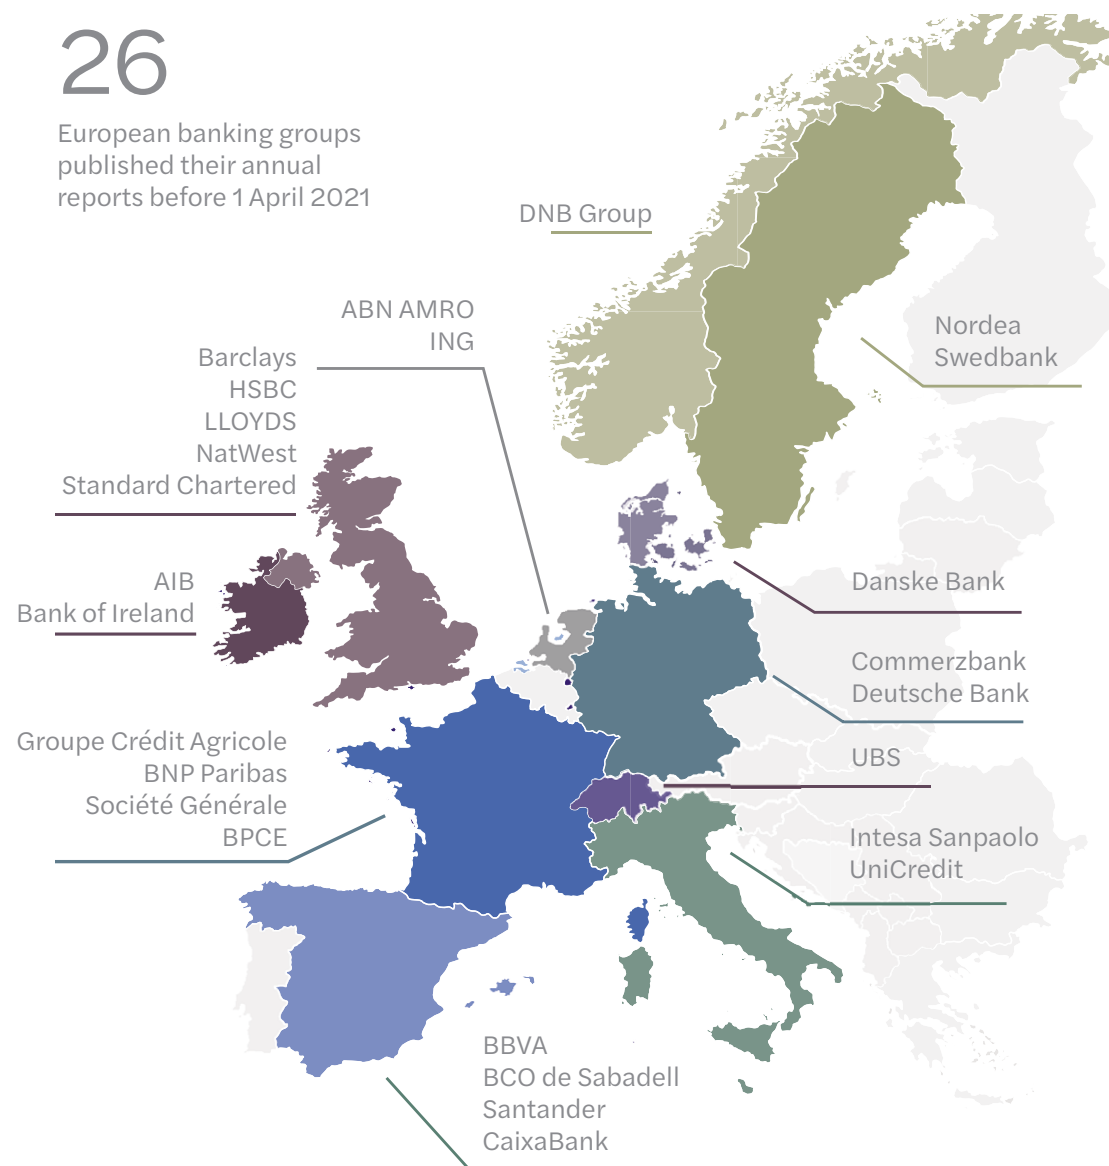 26
European banking groups
published their annual
reports before 1 April 2021
DNB Group
ABN AMRO
ING
Nordea
Swedbank
Barclays
HSBC
LLOYDS
NatWest
Standard Chartered
AIB
Bank of Ireland
Danske Bank
Commerzbank
Deutsche Bank
Groupe Crédit Agricole
BNP Paribas
Société Générale
BPCE
UBS
Intesa Sanpaolo
UniCredit
BBVA
BCO de Sabadell
Santander
CaixaBank